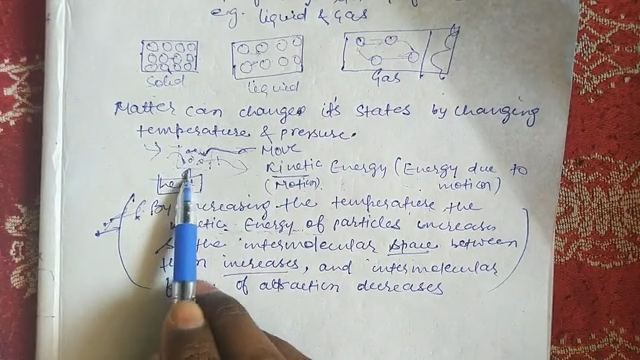 e.g. Liquid & Gas
Solid
Liquid
Gas
Matter can changed it's states by changing
temperature & pressure.
Move
Kinetic Energy (Energy due to
(Motion) motion)
By increasing the temperature the
Energy of particles increases
the intermolecular space between
increases, and intermolecular
of attraction decreases